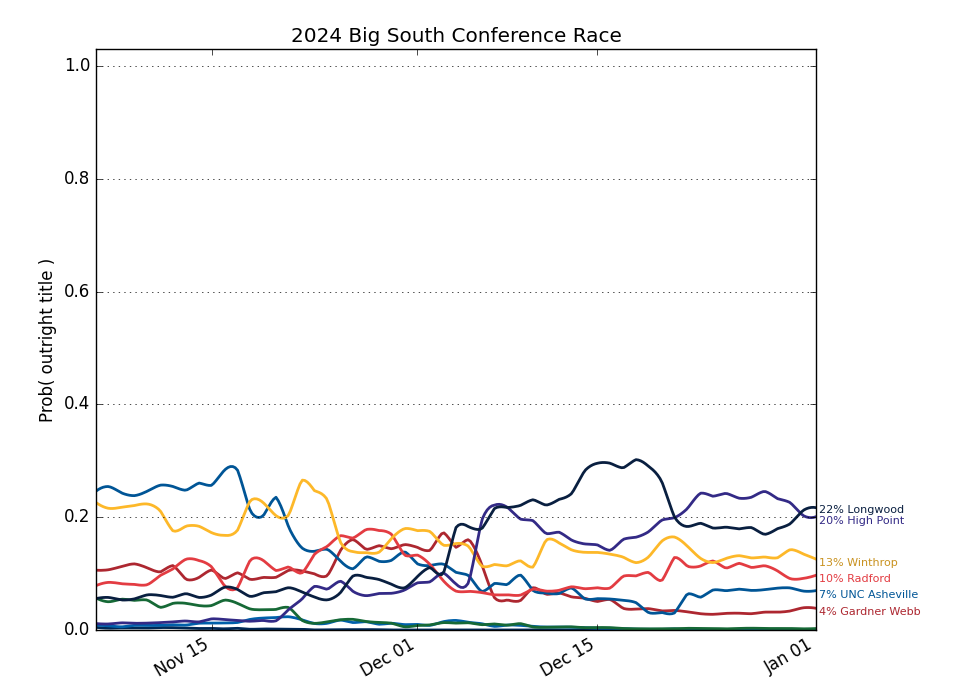 2024 Big South Conference Race
Prob( outright title )
1.0
0.8
0.6
0.4
0.2
0.0
Nov 15
Dec 01
Dec 15
Jan 01
22% Longwood
20% High Point
13% Winthrop
10% Radford
7% UNC Asheville
4% Gardner Webb